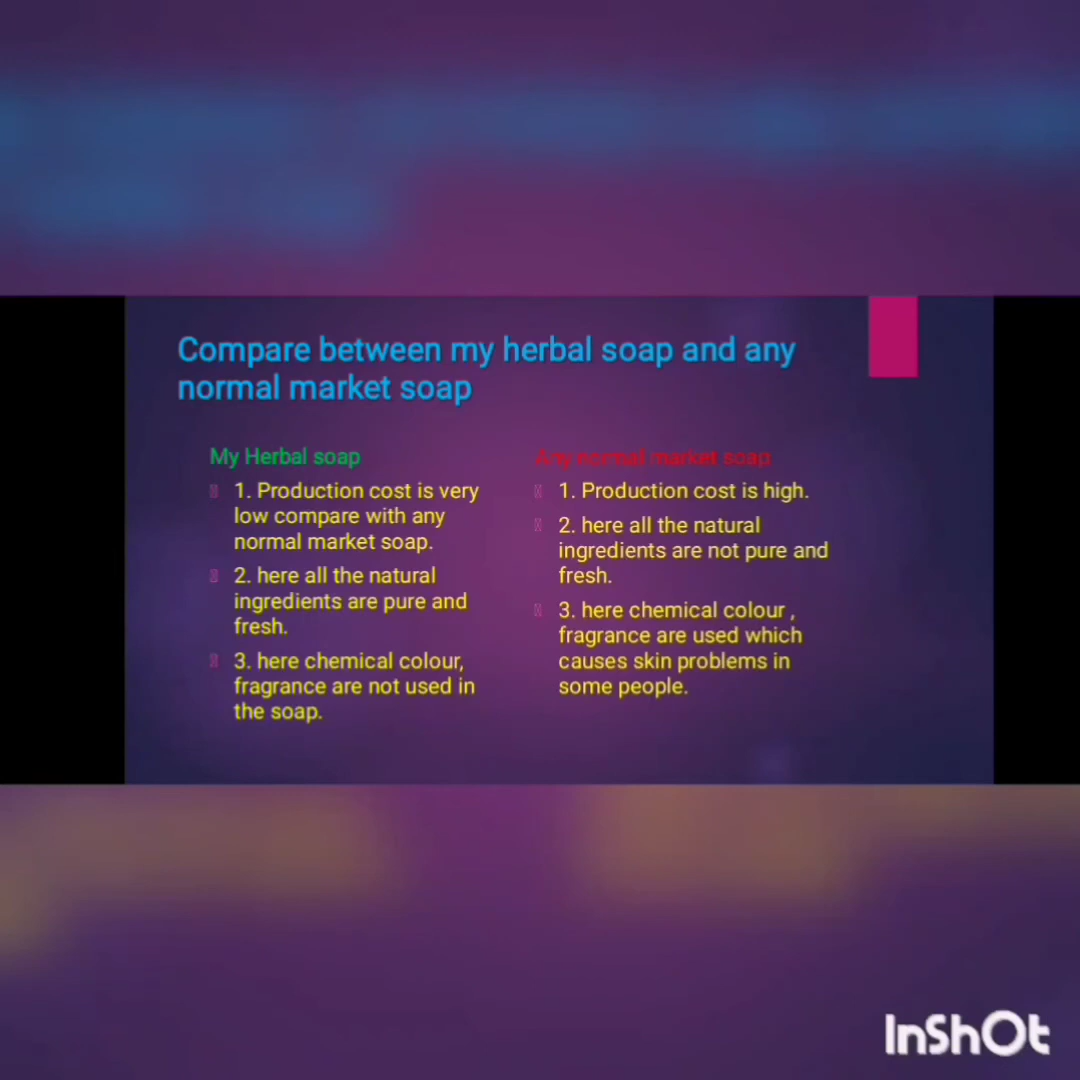 Compare between my herbal soap and any
normal market soap
My Herbal soap
1. Production cost is very
low compare with any
normal market soap.
2. here all the natural
ingredients are pure and
fresh.
3. here chemical colour,
fragrance are not used in
the soap.
Any normal market soap
1. Production cost is high.
2. here all the natural
ingredients are not pure and
fresh.
3. here chemical colour ,
fragrance are used which
causes skin problems in
some people.
InShOt